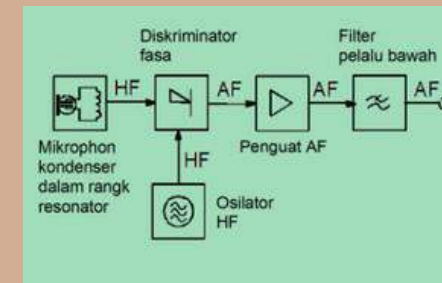 Diskriminator
fasa
Filter
pelalu bawah
HF
AF
AF
AF
Mikrophon
kondenser
dalam rangk
resonator
HF
Penguat AF
Osilator
HF